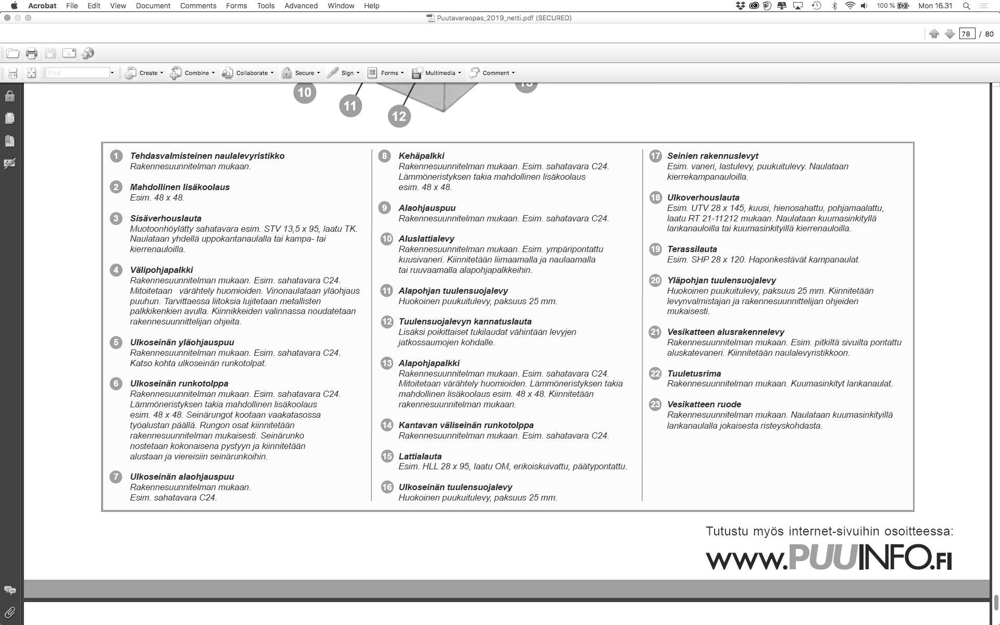 Acrobat File Edit View Document Comments Forms Tools Advanced Window Help 100 % Mon 16.31
Puutavaraopas_2019_netti.pdf (SECURED)
78 / 80
Find Create Combine Collaborate Secure Sign Forms Multimedia Comment
10
11
12
13
1 Tehdasvalmisteinen naulalevyristikko
Rakennesuunnitelman mukaan.
2 Mahdollinen lisäkoolaus
Esim. 48 x 48.
3 Sisäverhouslauta
Muotoonhöylätty sahatavara esim. STV 13,5 x 95, laatu TK.
Naulataan yhdellä uppokantanaulalla tai kampa- tai
kierrenauloilla.
4 Välipohjapalkki
Rakennesuunnitelman mukaan. Esim. sahatavara C24.
Mitoitetaan värähtely huomioiden. Vinonaulataan yläohjaus
puuhun. Tarvittaessa liitoksia lujitetaan metallisten
palkkikenkien avulla. Kiinnikkeiden valinnassa noudatetaan
rakennesuunnittelijan ohjeita.
5 Ulkoseinän yläohjauspuu
Rakennesuunnitelman mukaan. Esim. sahatavara C24.
Katso kohta ulkoseinän runkotolpat.
6 Ulkoseinän runkotolppa
Rakennesuunnitelman mukaan. Esim. sahatavara C24.
Lämmöneristyksen takia mahdollinen lisäkoolaus
esim. 48 x 48. Seinärungot kootaan vaakatasossa
työalustan päällä. Rungon osat kiinnitetään
rakennesuunnitelman mukaisesti. Seinärunko
nostetaan kokonaisena pystyyn ja kiinnitetään
alustaan ja viereisiin seinärunkoihin.
7 Ulkoseinän alaohjauspuu
Rakennesuunnitelman mukaan.
Esim. sahatavara C24.
8 Kehäpalkki
Rakennesuunnitelman mukaan. Esim. sahatavara C24.
Lämmöneristyksen takia mahdollinen lisäkoolaus
esim. 48 x 48.
9 Alaohjauspuu
Rakennesuunnitelman mukaan. Esim. sahatavara C24.
10 Aluslattialevy
Rakennesuunnitelman mukaan. Esim. ympäripontattu
kuusivaneri. Kiinnitetään liimaamalla ja naulaamalla
tai ruuvaamalla alapohjapalkkeihin.
11 Alapohjan tuulensuojalevy
Huokoinen puukuitulevy, paksuus 25 mm.
12 Tuulensuojalevyn kannatuslauta
Lisäksi poikittaiset tukilaudat vähintään levyjen
jatkossaumojen kohdalle.
13 Alapohjapalkki
Rakennesuunnitelman mukaan. Esim. sahatavara C24.
Mitoitetaan värähtely huomioiden. Lämmöneristyksen takia
mahdollinen lisäkoolaus esim. 48 x 48. Kiinnitetään
rakennesuunnitelman mukaan.
14 Kantavan väliseinän runkotolppa
Rakennesuunnitelman mukaan. Esim. sahatavara C24.
15 Lattialauta
Esim. HLL 28 x 95, laatu OM, erikoiskuivattu, päätypontattu.
16 Ulkoseinän tuulensuojalevy
Huokoinen puukuitulevy, paksuus 25 mm.
17 Seinien rakennuslevyt
Esim. vaneri, lastulevy, puukuitulevy. Naulataan
kierrekampanauloilla.
18 Ulkoverhouslauta
Esim. UTV 28 x 145, kuusi, hienosahattu, pohjamaalattu,
laatu RT 21-11212 mukaan. Naulataan kuumasinkityllä
lankanauloilla tai kuumasinkityillä kierrenauloilla.
19 Terassilauta
Esim. SHP 28 x 120. Haponkestävät kampanaulat.
20 Yläpohjan tuulensuojalevy
Huokoinen puukuitulevy, paksuus 25 mm. Kiinnitetään
levynvalmistajan ja rakennesuunnittelijan ohjeiden
mukaisesti.
21 Vesikatteen alusrakennelevy
Rakennesuunnitelman mukaan. Esim. pitkiltä sivuilta pontattu
aluskatevaneri. Kiinnitetään naulalevyristikkoon.
22 Tuuletusrima
Rakennesuunnitelman mukaan. Kuumasinkityt lankanaulat.
23 Vesikatteen ruode
Rakennesuunnitelman mukaan. Naulataan kuumasinkityillä
lankanaulalla jokaisesta risteyskohdasta.
Tutustu myös internet-sivuihin osoitteessa:
www.PUUINFO.FI